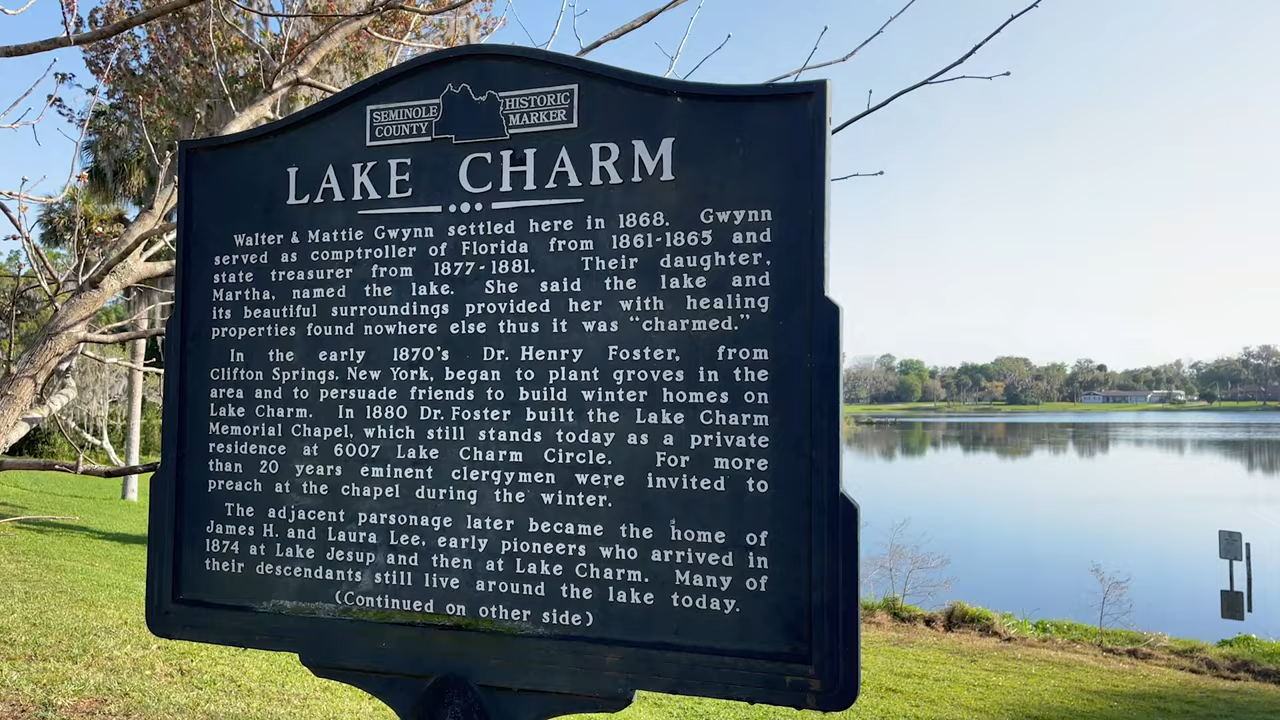 SEMINOLE COUNTY
HISTORIC MARKER
LAKE CHARM
Walter & Mattie Gwynn settled here in 1868. Gwynn
served as comptroller of Florida from 1861-1865 and
state treasurer from 1877-1881. Their daughter,
Martha, named the lake. She said the lake and
its beautiful surroundings provided her with healing
properties found nowhere else thus it was "charmed."
In the early 1870's Dr. Henry Foster, from
Clifton Springs, New York, began to plant groves in the
area and to persuade friends to build winter homes on
Lake Charm. In 1880 Dr. Foster built the Lake Charm
Memorial Chapel, which still stands today as a private
residence at 6007 Lake Charm Circle. For more
than 20 years eminent clergymen were invited to
preach at the chapel during the winter.
The adjacent parsonage later became the home of
James H. and Laura Lee, early pioneers who arrived in
1874 at Lake Jesup and then at Lake Charm. Many of
their descendants still live around the lake today.
(Continued on other side)